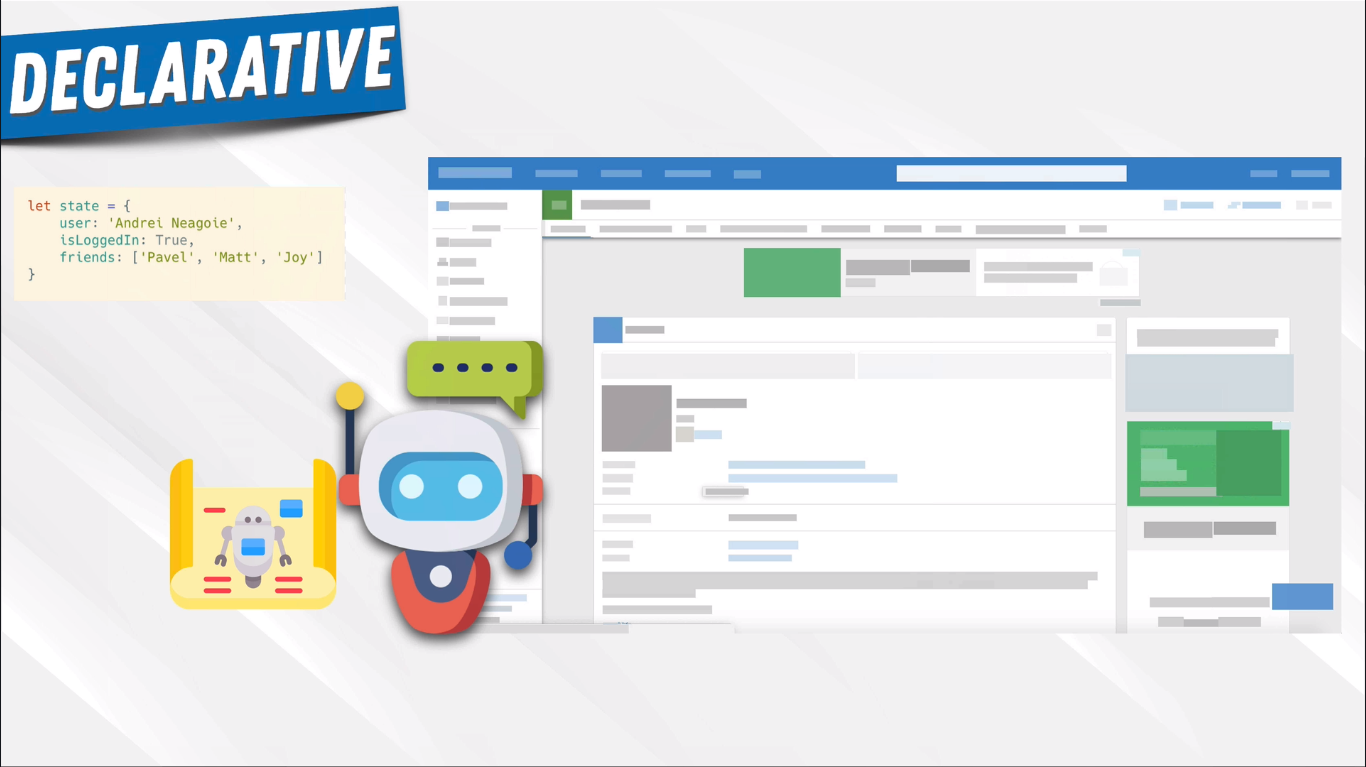 DECLARATIVE
let state = {
    user: 'Andrei Neagoie',
    isLoggedIn: True,
    friends: ['Pavel', 'Matt', 'Joy']
}